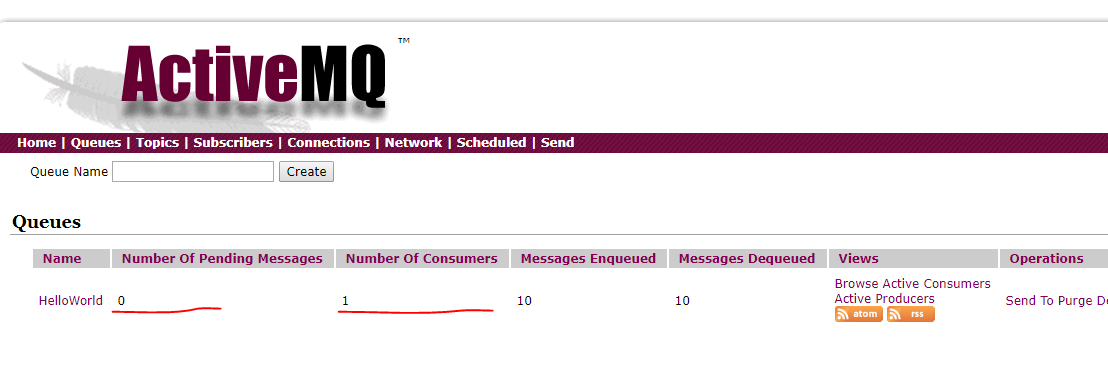 ActiveMQ™
Home | Queues | Topics | Subscribers | Connections | Network | Scheduled | Send
Queue Name Create
Queues
Name Number Of Pending Messages Number Of Consumers Messages Enqueued Messages Dequeued Views Operations
HelloWorld 0 1 10 10 Browse Active Consumers Send To Purge De
Active Producers
atom rss